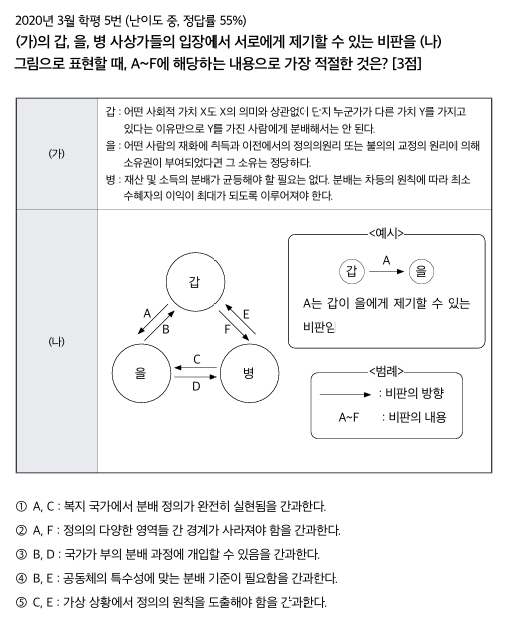 2020년 3월 학평 5번 (난이도 중, 정답률 55%)
(가)의 갑, 을, 병 사상가들의 입장에서 서로에게 제기할 수 있는 비판을 (나)
그림으로 표현할 때, A~F에 해당하는 내용으로 가장 적절한 것은? [3점]
(가)
갑 : 어떤 사회적 가치 X도 X의 의미와 상관없이 단지 누군가가 다른 가치 Y를 가지고
있다는 이유만으로 Y를 가진 사람에게 분배해서는 안 된다.
을 : 어떤 사람의 재화에 취득과 이전에서의 정의의원리 또는 불의의 교정의 원리에 의해
소유권이 부여되었다면 그 소유는 정당하다.
병 : 재산 및 소득의 분배가 균등해야 할 필요는 없다. 분배는 차등의 원칙에 따라 최소
수혜자의 이익이 최대가 되도록 이루어져야 한다.
(나)
갑
A
B
E
F
을
C
D
병
<예시>
갑
A
을
A는 갑이 을에게 제기할 수 있는
비판임
<범례>
: 비판의 방향
A~F : 비판의 내용
① A, C : 복지 국가에서 분배 정의가 완전히 실현됨을 간과한다.
② A, F : 정의의 다양한 영역들 간 경계가 사라져야 함을 간과한다.
③ B, D : 국가가 부의 분배 과정에 개입할 수 있음을 간과한다.
④ B, E : 공동체의 특수성에 맞는 분배 기준이 필요함을 간과한다.
⑤ C, E : 가상 상황에서 정의의 원칙을 도출해야 함을 간과한다.